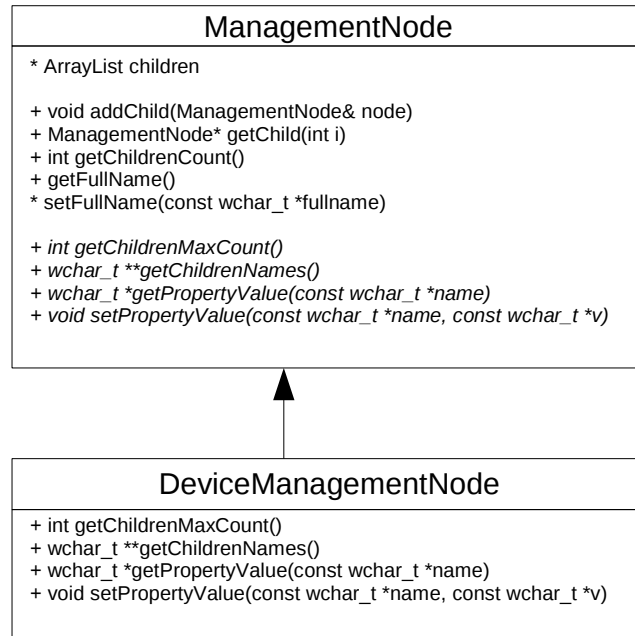 ManagementNode
* ArrayList children
+ void addChild(ManagementNode& node)
+ ManagementNode* getChild(int i)
+ int getChildrenCount()
+ getFullName()
* setFullName(const wchar_t *fullname)
+ int getChildrenMaxCount()
+ wchar_t **getChildrenNames()
+ wchar_t *getPropertyValue(const wchar_t *name)
+ void setPropertyValue(const wchar_t *name, const wchar_t *v)
DeviceManagementNode
+ int getChildrenMaxCount()
+ wchar_t **getChildrenNames()
+ wchar_t *getPropertyValue(const wchar_t *name)
+ void setPropertyValue(const wchar_t *name, const wchar_t *v)